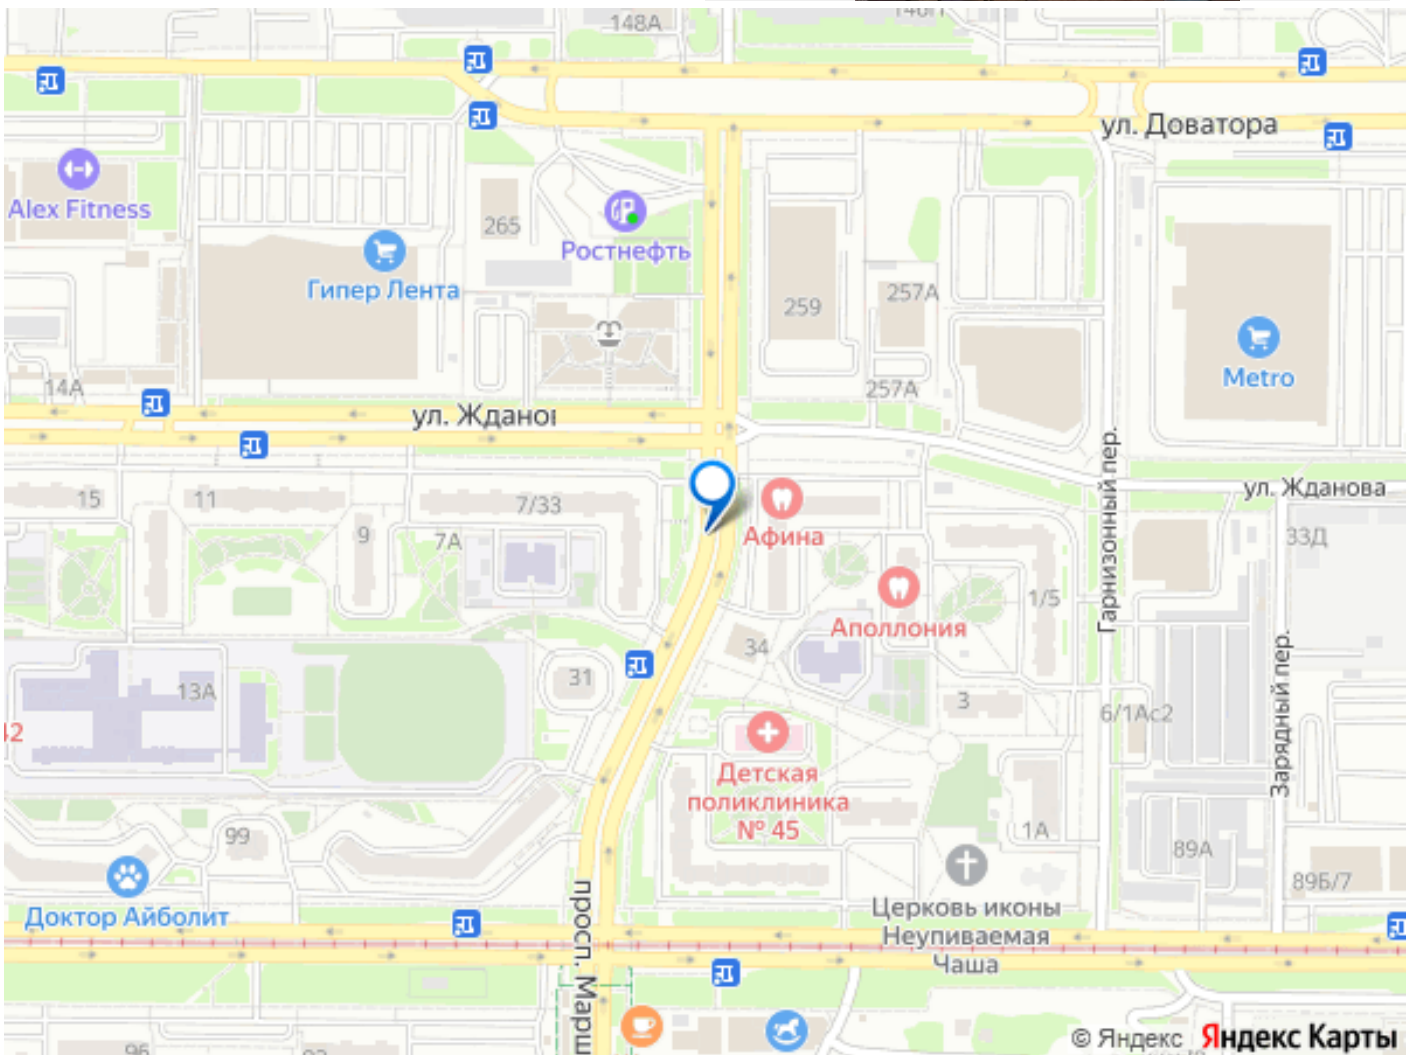 148А
ул. Доватора
Alex Fitness
265
Ростнефть
Гипер Лента
259
257А
Metro
14А
257А
ул. Ждано
Гарнизонный пер.
ул. Жданова
15
11
7/33
9
7А
Афина
33Д
Аполлония
1/5
34
31
13А
3
6/1Ас2
Зарядный пер.
Детская
поликлиника
№ 45
99
1А
89А
89Б/7
Доктор Айболит
просп. Марш
Церковь иконы
Неупиваемая
Чаша
© Яндекс Яндекс Карты